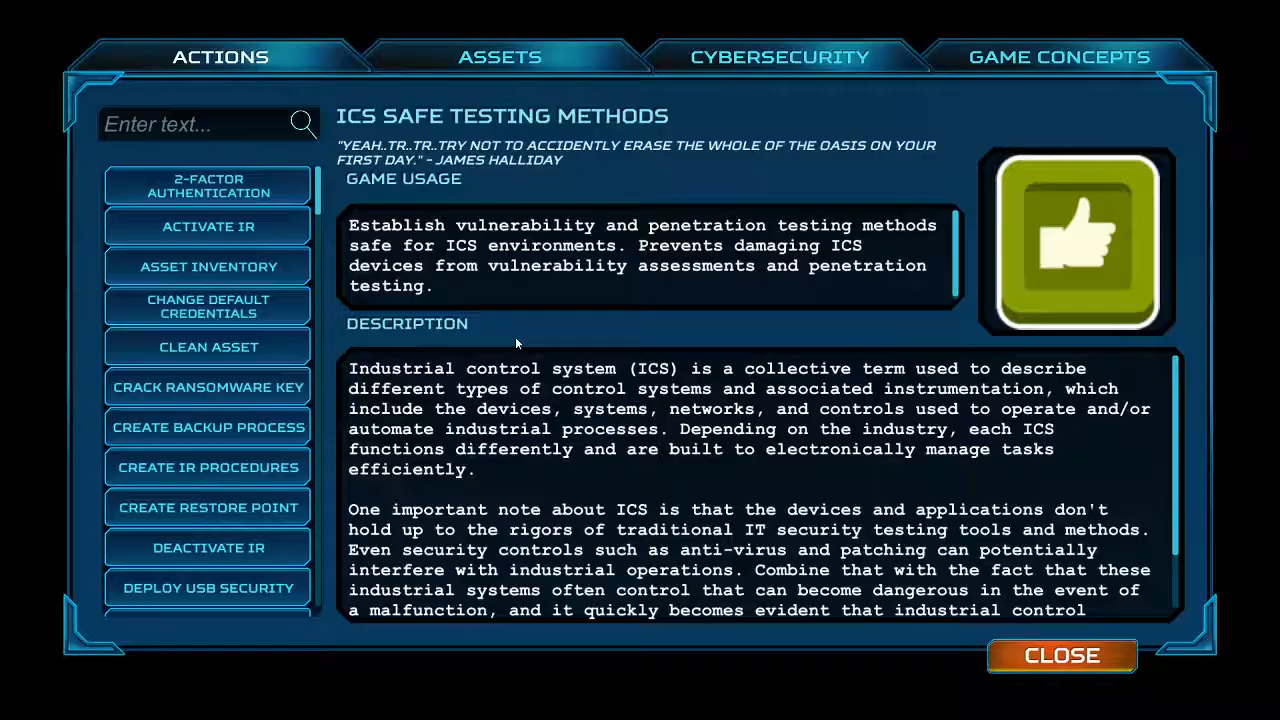 ACTIONS
ASSETS
CYBERSECURITY
GAME CONCEPTS
Enter text...
2-FACTOR
AUTHENTICATION
ACTIVATE IR
ASSET INVENTORY
CHANGE DEFAULT
CREDENTIALS
CLEAN ASSET
CRACK RANSOMWARE KEY
CREATE BACKUP PROCESS
CREATE IR PROCEDURES
CREATE RESTORE POINT
DEACTIVATE IR
DEPLOY USB SECURITY
ICS SAFE TESTING METHODS
"YEAH..TR..TR..TRY NOT TO ACCIDENTLY ERASE THE WHOLE OF THE OASIS ON YOUR
FIRST DAY." - JAMES HALLIDAY
GAME USAGE
Establish vulnerability and penetration testing methods
safe for ICS environments. Prevents damaging ICS
devices from vulnerability assessments and penetration
testing.
DESCRIPTION
Industrial control system (ICS) is a collective term used to describe
different types of control systems and associated instrumentation, which
include the devices, systems, networks, and controls used to operate and/or
automate industrial processes. Depending on the industry, each ICS
functions differently and are built to electronically manage tasks
efficiently.
One important note about ICS is that the devices and applications don't
hold up to the rigors of traditional IT security testing tools and methods.
Even security controls such as anti-virus and patching can potentially
interfere with industrial operations. Combine that with the fact that these
industrial systems often control that can become dangerous in the event of
a malfunction, and it quickly becomes evident that industrial control
CLOSE